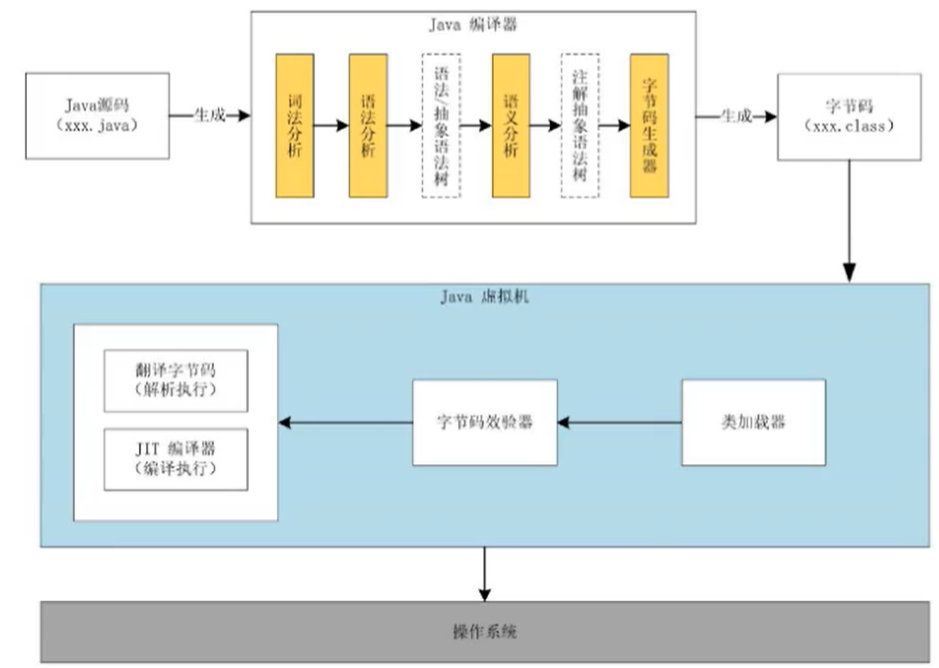 Java 编译器
Java源码
(xxx.java)
生成
词法分析
语法分析
语法/抽象语法树
语义分析
注解抽象语法树
字节码生成器
生成
字节码
(xxx.class)
Java 虚拟机
翻译字节码
(解析执行)
JIT 编译器
(编译执行)
字节码效验器
类加载器
操作系统